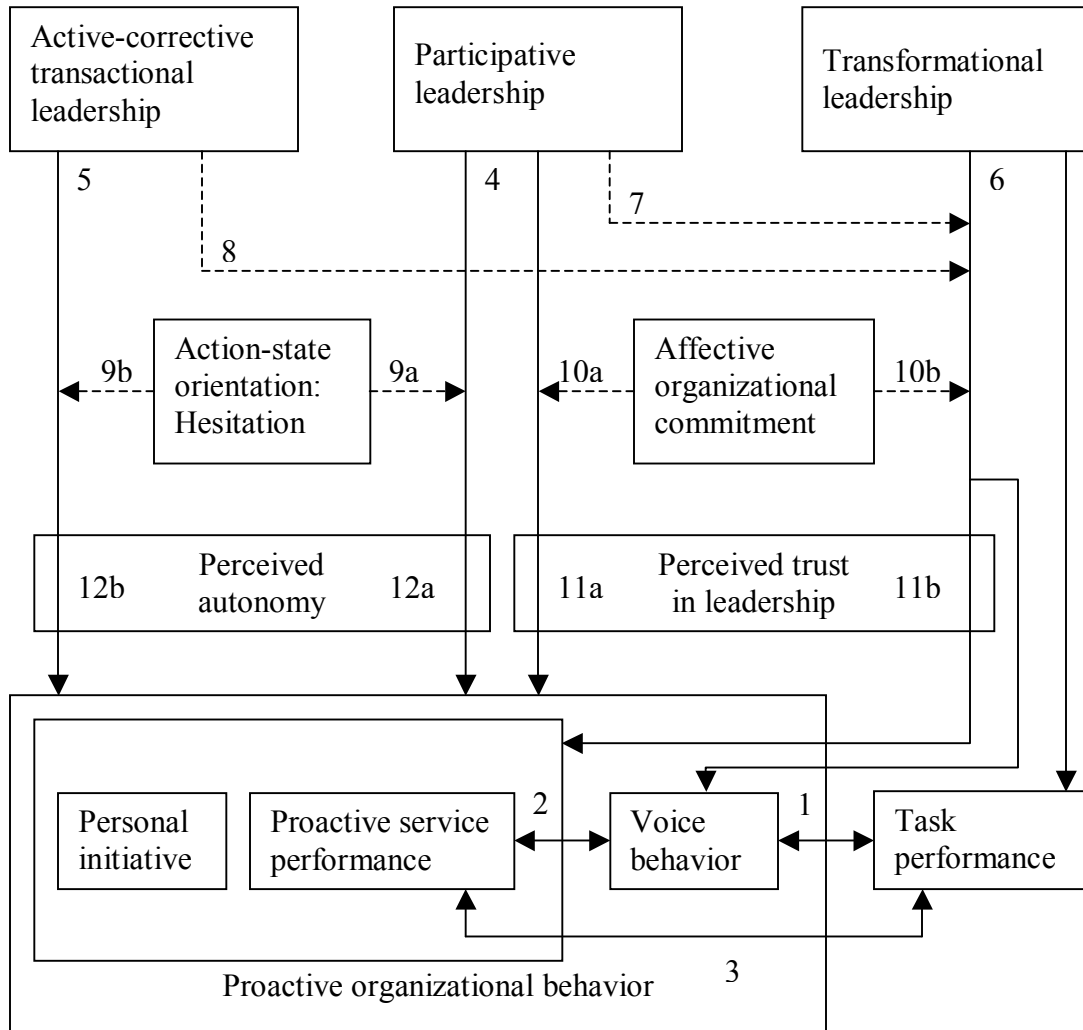 Active-corrective
transactional
leadership
Participative
leadership
Transformational
leadership
5
4
6
7
8
9b
Action-state
orientation:
Hesitation
9a
10a
Affective
organizational
commitment
10b
12b
Perceived
autonomy
12a
11a
Perceived trust
in leadership
11b
Personal
initiative
Proactive service
performance
2
Voice
behavior
1
Task
performance
3
Proactive organizational behavior